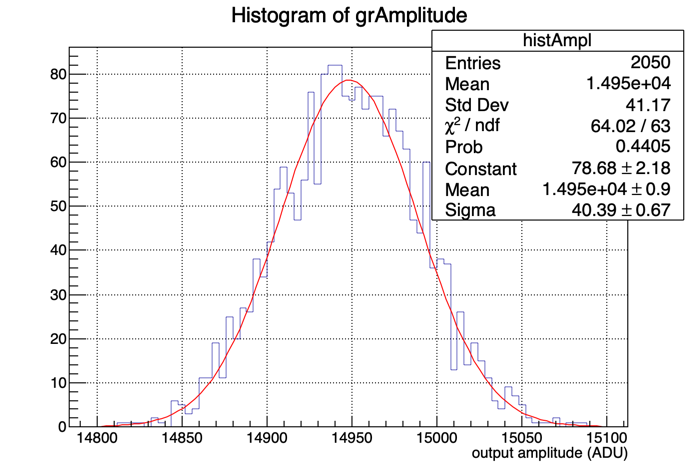 Histogram of grAmplitude
histAmpl
Entries 2050
Mean 1.495e+04
Std Dev 41.17
χ² / ndf 64.02 / 63
Prob 0.4405
Constant 78.68 ± 2.18
Mean 1.495e+04 ± 0.9
Sigma 40.39 ± 0.67
80
70
60
50
40
30
20
10
0
14800 14850 14900 14950 15000 15050 15100
output amplitude (ADU)